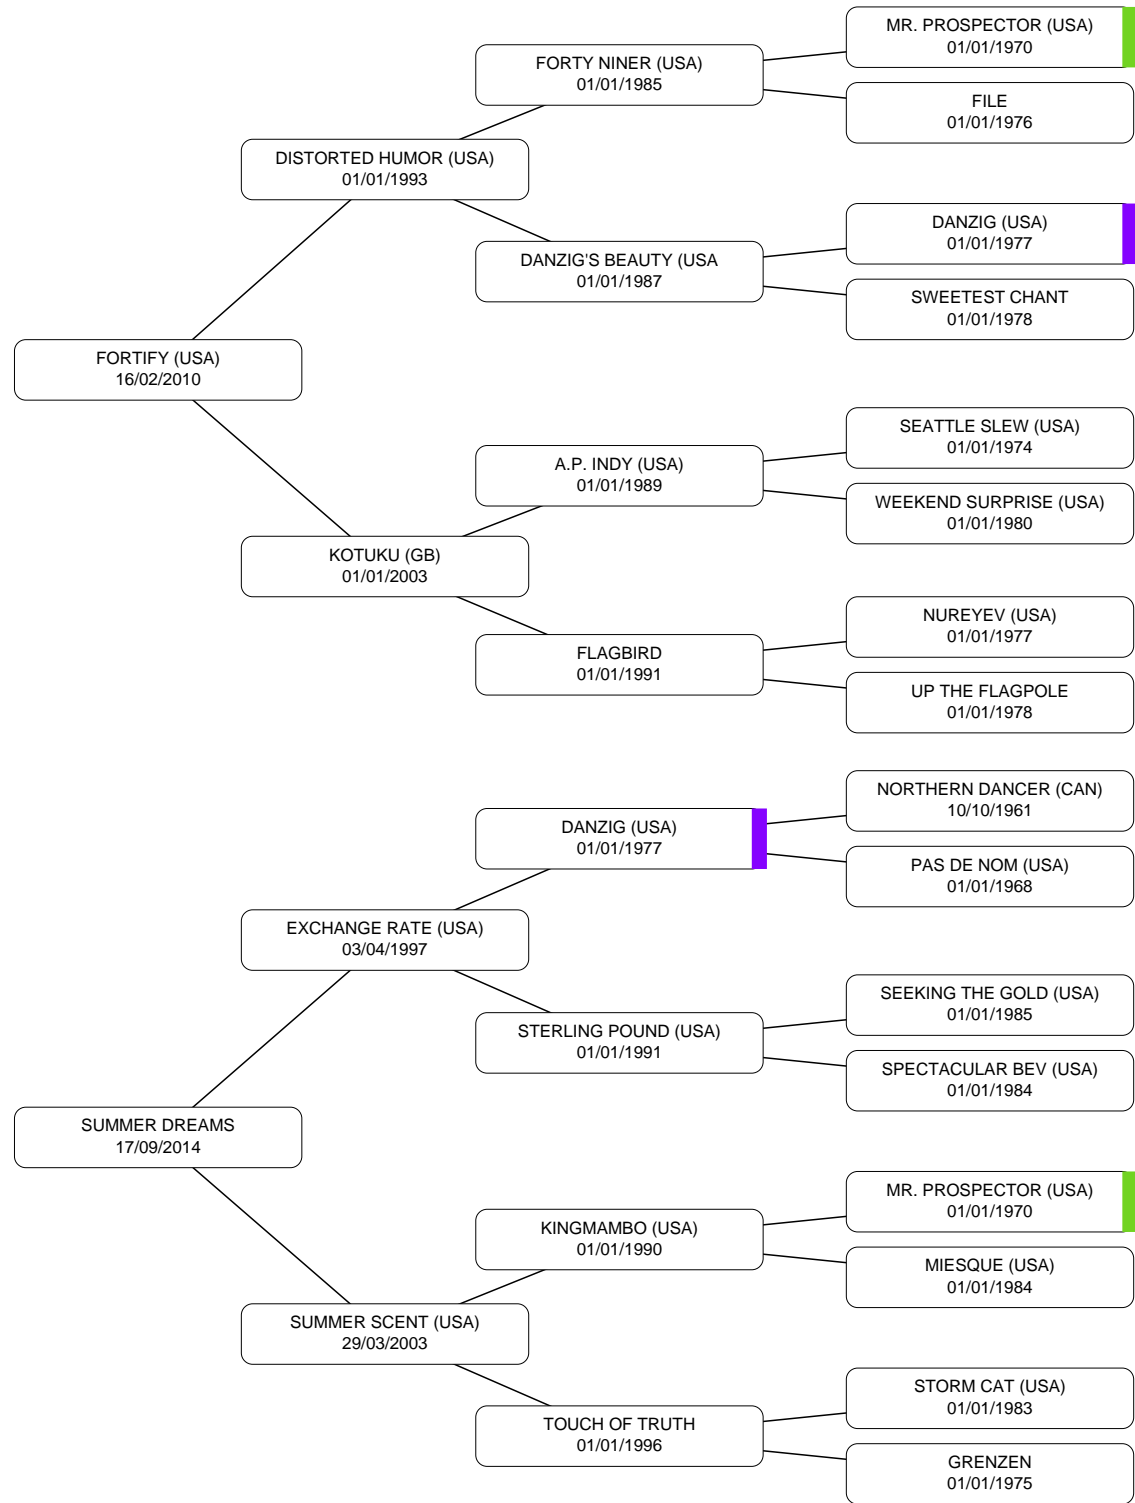 MR. PROSPECTOR (USA)
01/01/1970
FORTY NINER (USA)
01/01/1985
FILE
01/01/1976
DISTORTED HUMOR (USA)
01/01/1993
DANZIG (USA)
01/01/1977
DANZIG'S BEAUTY (USA
01/01/1987
SWEETEST CHANT
01/01/1978
FORTIFY (USA)
16/02/2010
SEATTLE SLEW (USA)
01/01/1974
A.P. INDY (USA)
01/01/1989
WEEKEND SURPRISE (USA)
01/01/1980
KOTUKU (GB)
01/01/2003
NUREYEV (USA)
01/01/1977
FLAGBIRD
01/01/1991
UP THE FLAGPOLE
01/01/1978
NORTHERN DANCER (CAN)
10/10/1961
DANZIG (USA)
01/01/1977
PAS DE NOM (USA)
01/01/1968
EXCHANGE RATE (USA)
03/04/1997
SEEKING THE GOLD (USA)
01/01/1985
STERLING POUND (USA)
01/01/1991
SPECTACULAR BEV (USA)
01/01/1984
SUMMER DREAMS
17/09/2014
MR. PROSPECTOR (USA)
01/01/1970
KINGMAMBO (USA)
01/01/1990
MIESQUE (USA)
01/01/1984
SUMMER SCENT (USA)
29/03/2003
STORM CAT (USA)
01/01/1983
TOUCH OF TRUTH
01/01/1996
GRENZEN
01/01/1975